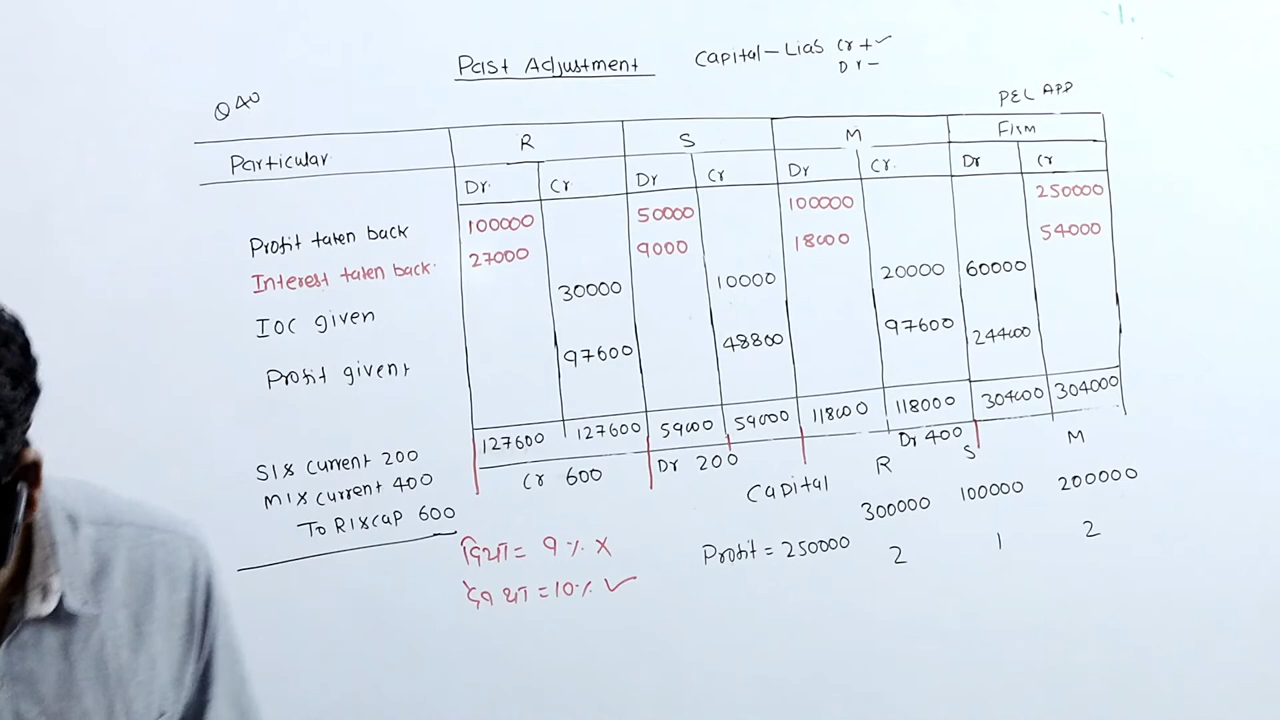 Past Adjustment
Capital - Lias Cr + ✓
Dr -
Q 40
P&L APP
Particular R S M Firm
Dr. Cr Dr Cr Dr Cr. Dr Cr
Profit taken back 100000 50000 100000 250000
Interest taken back. 27000 9000 18000 54000
IOC given 30000 10000 20000 60000
Profit given 97600 48800 97600 244000
127600 127600 59000 59000 118000 118000 304000 304000
S's current 200 Cr 600 Dr 200 Dr 400
M's current 400
To R's cap 600
Capital R S M
300000 100000 200000
Profit = 250000 2 1 2
दिया = 9% X
देना था = 10% ✓